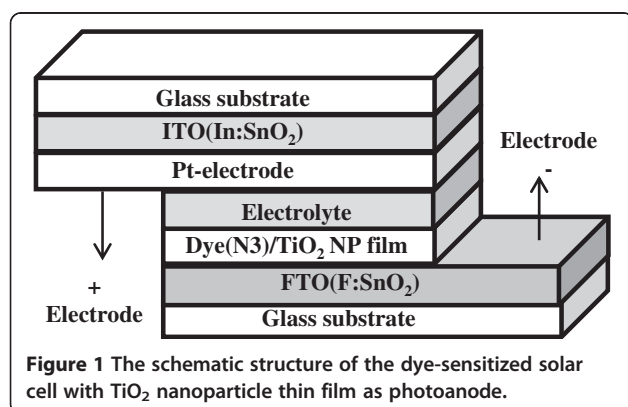 Glass substrate
ITO(In:SnO₂)
Electrode
-
Pt-electrode
Electrolyte
Dye(N3)/TiO₂ NP film
+
Electrode
FTO(F:SnO₂)
Glass substrate
Figure 1 The schematic structure of the dye-sensitized solar
cell with TiO₂ nanoparticle thin film as photoanode.